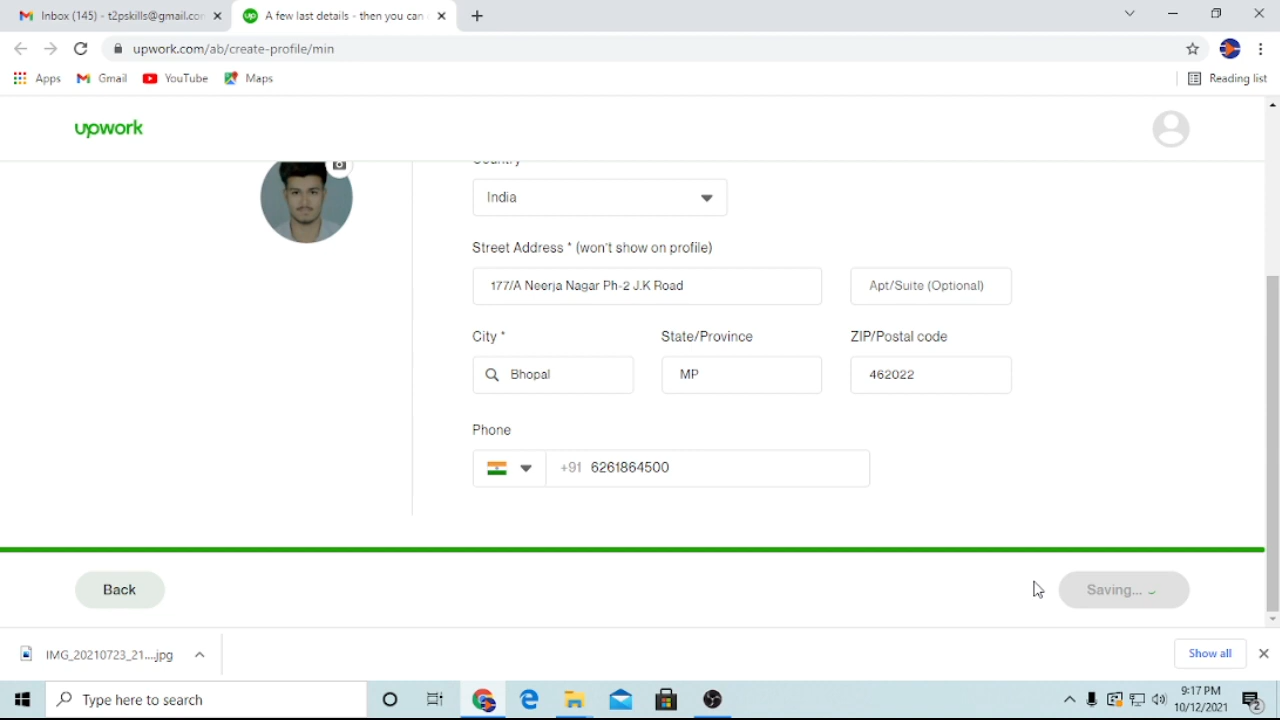 Inbox (145) - t2pskills@gmail.con
A few last details - then you can
upwork.com/ab/create-profile/min
Apps
Gmail
YouTube
Maps
Reading list
upwork
Country
India
Street Address * (won't show on profile)
177/A Neerja Nagar Ph-2 J.K Road
Apt/Suite (Optional)
City *
State/Province
ZIP/Postal code
Bhopal
MP
462022
Phone
+91 6261864500
Back
Saving...
IMG_20210723_21....jpg
Show all
Type here to search
9:17 PM
10/12/2021
2